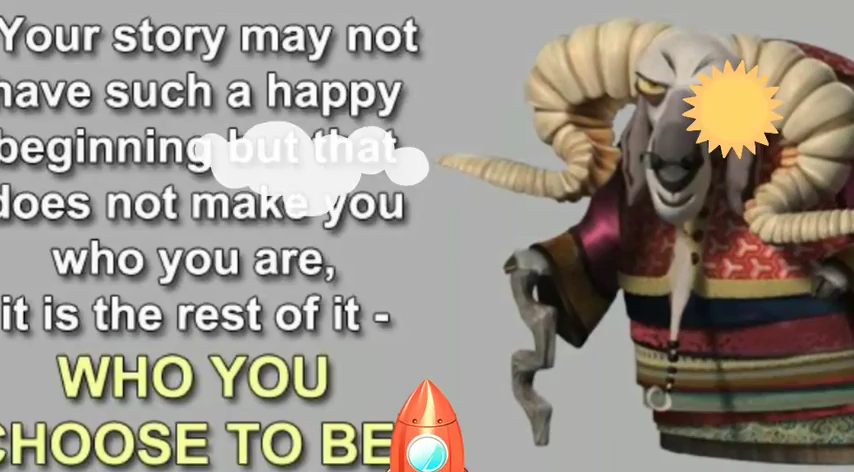 Your story may not
have such a happy
beginning but that
does not make you
who you are,
it is the rest of it -
WHO YOU
CHOOSE TO BE